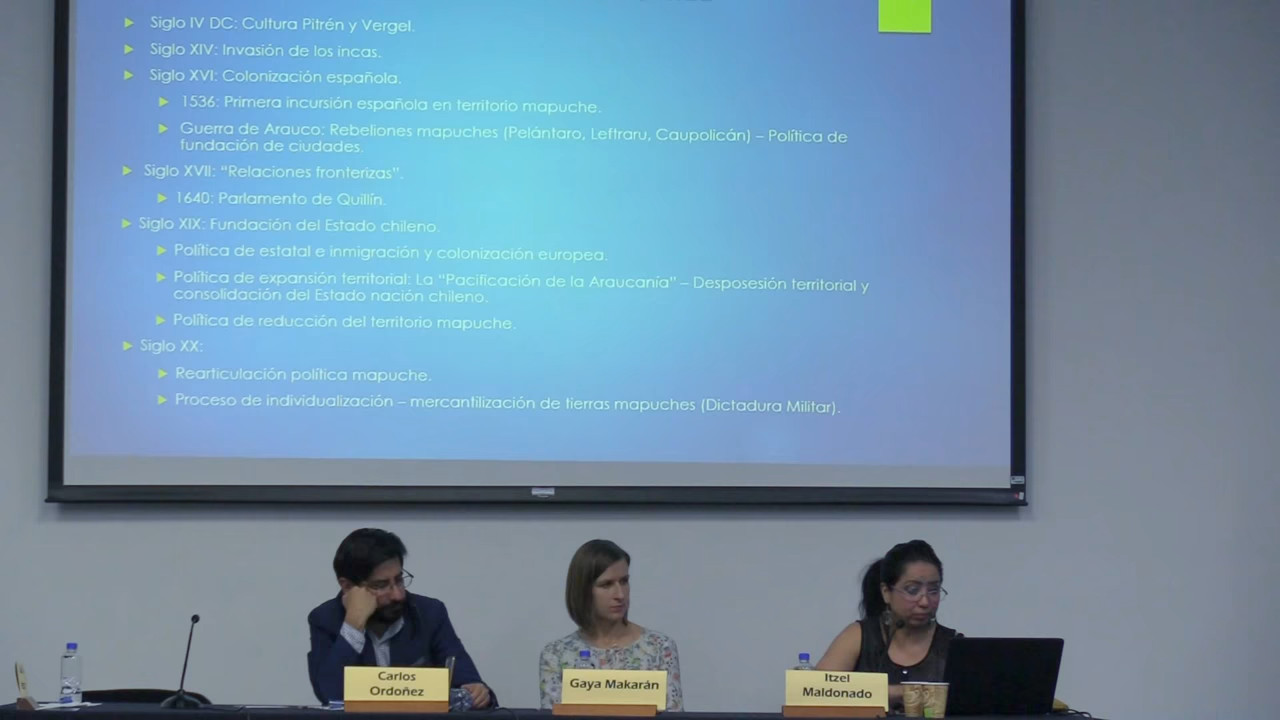 Siglo IV DC: Cultura Pitrén y Vergel.
Siglo XIV: Invasión de los incas.
Siglo XVI: Colonización española.
1536: Primera incursión española en territorio mapuche.
Guerra de Arauco: Rebeliones mapuches (Pelántaro, Leftraru, Caupolicán) – Política de
fundación de ciudades.
Siglo XVII: “Relaciones fronterizas”.
1640: Parlamento de Quillín.
Siglo XIX: Fundación del Estado chileno.
Política de estatal e inmigración y colonización europea.
Política de expansión territorial: La “Pacificación de la Araucanía” – Desposesión territorial y
consolidación del Estado nación chileno.
Política de reducción del territorio mapuche.
Siglo XX:
Rearticulación política mapuche.
Proceso de individualización – mercantilización de tierras mapuches (Dictadura Militar).
Carlos
Ordoñez
Gaya Makarán
Itzel
Maldonado